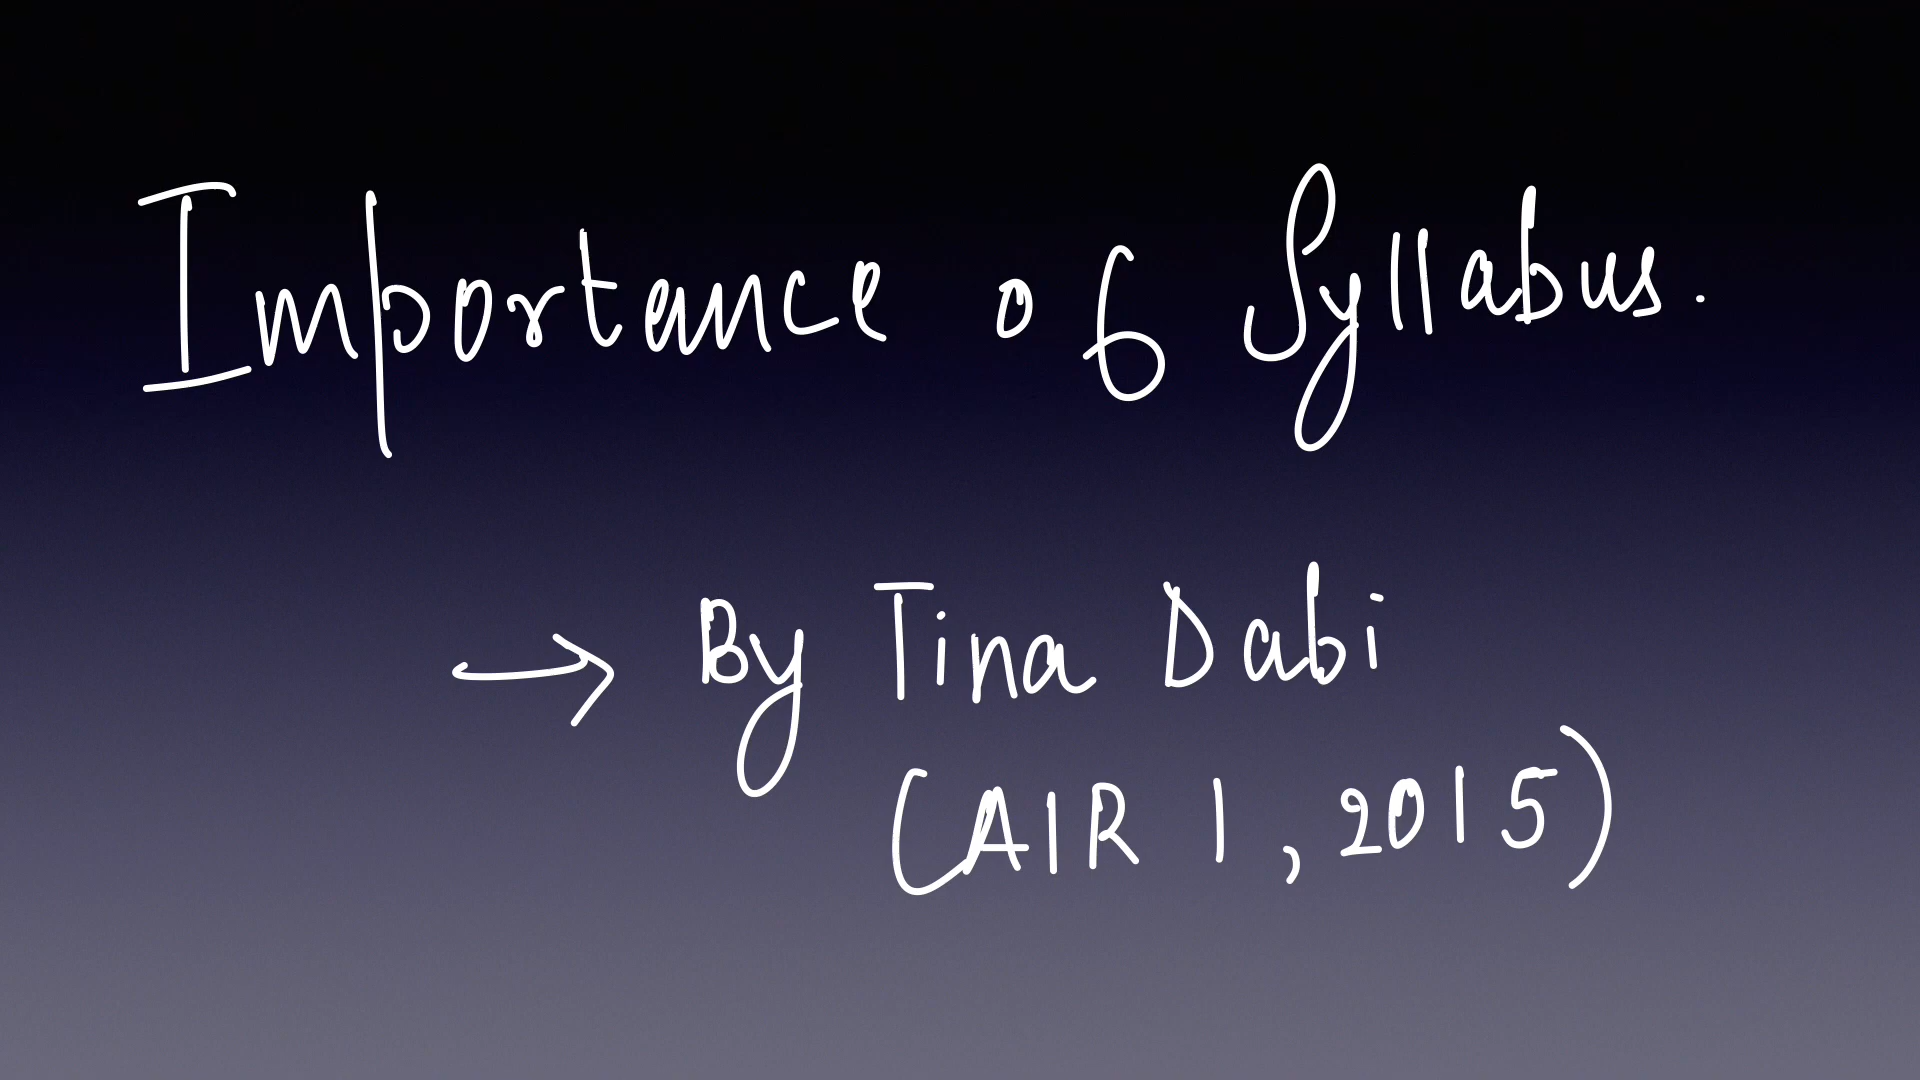 Importance of Syllabus.
→ By Tina Dabi
(AIR 1, 2015)